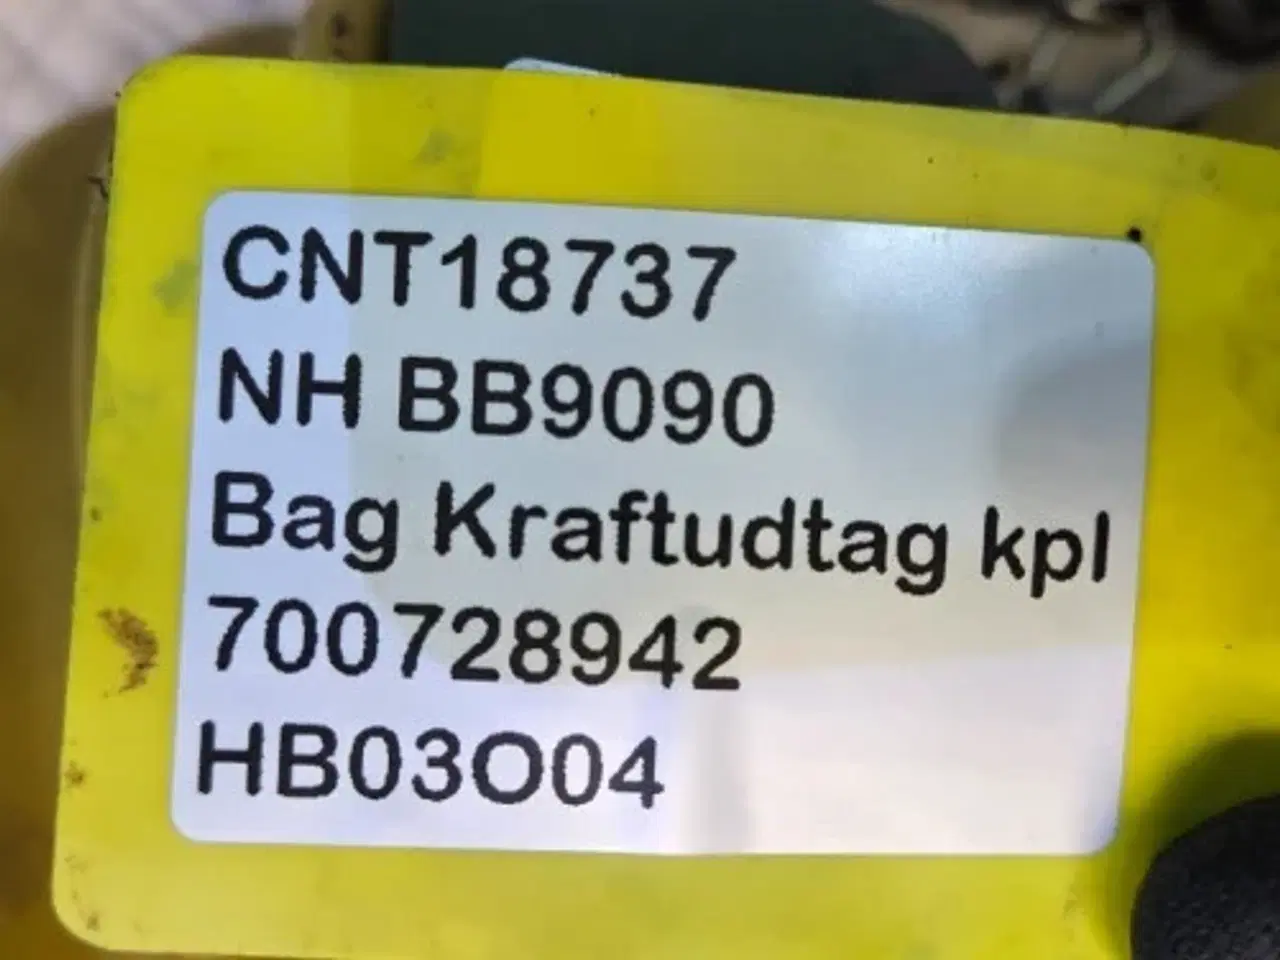 CNT18737
NH BB9090
Bag Kraftudtag kpl
700728942
HB03O04